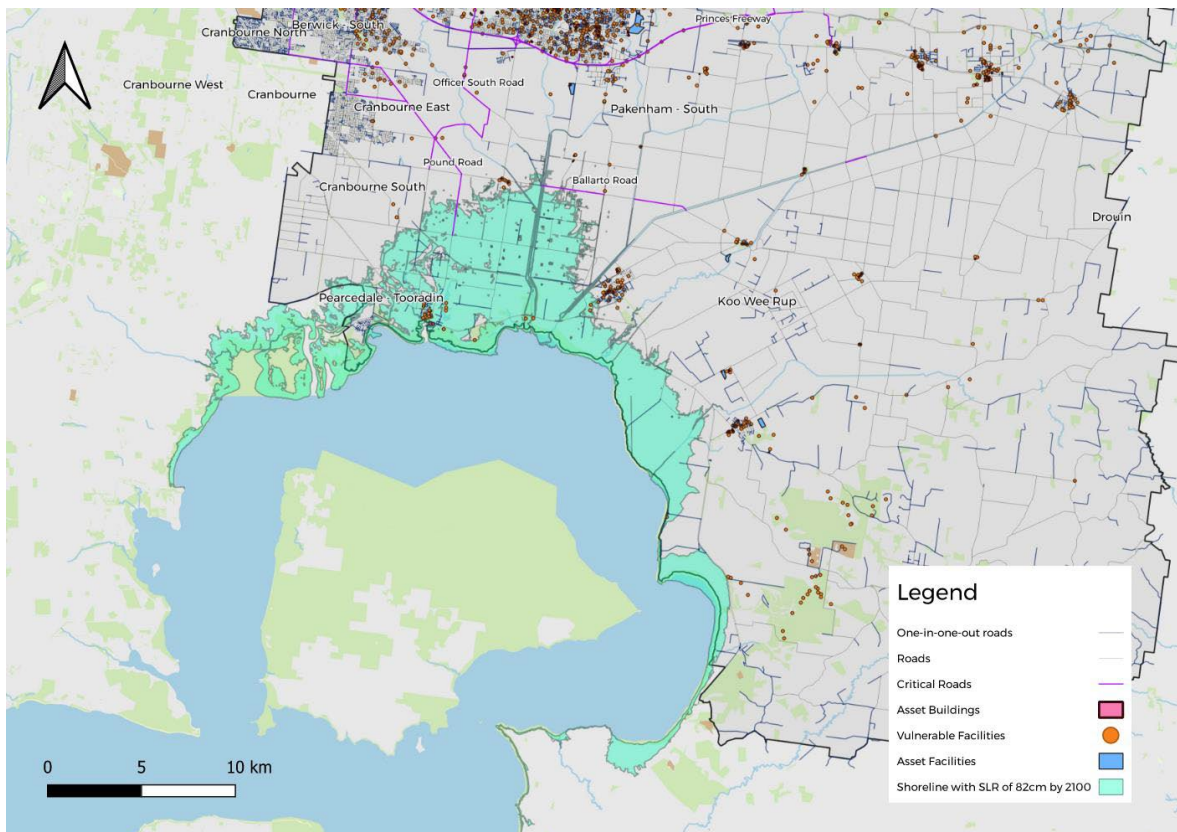 Princes Freeway
Berwick - South
Cranbourne North
Cranbourne West
Officer South Road
Cranbourne
Cranbourne East
Pakenham - South
Pound Road
Ballarto Road
Cranbourne South
Drouin
Pearcedale - Tooradin
Koo Wee Rup
Legend
One-in-one-out roads
Roads
Critical Roads
Asset Buildings
Vulnerable Facilities
Asset Facilities
Shoreline with SLR of 82cm by 2100
0 5 10 km